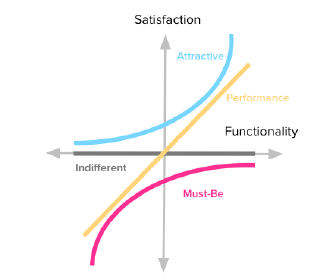 Satisfaction
Attractive
Performance
Functionality
Indifferent
Must-Be